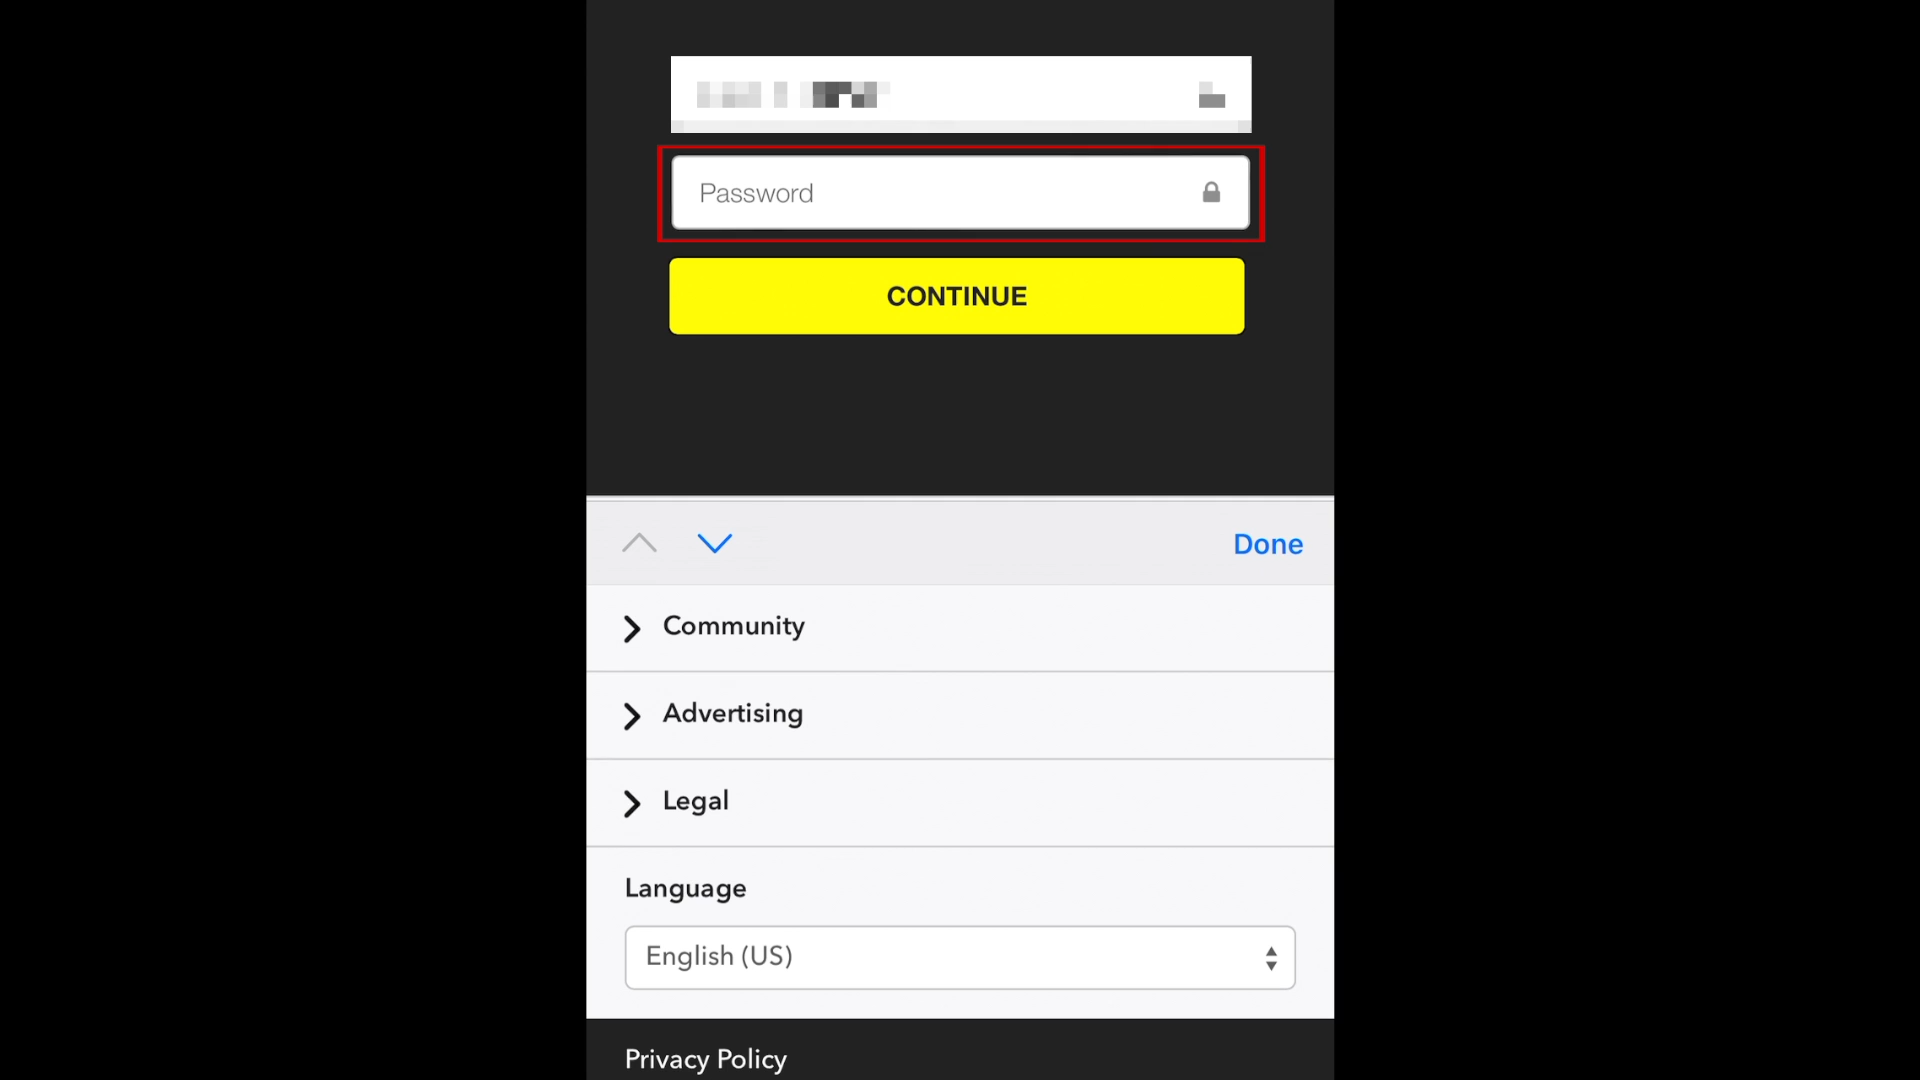 Password
CONTINUE
Done
Community
Advertising
Legal
Language
English (US)
Privacy Policy